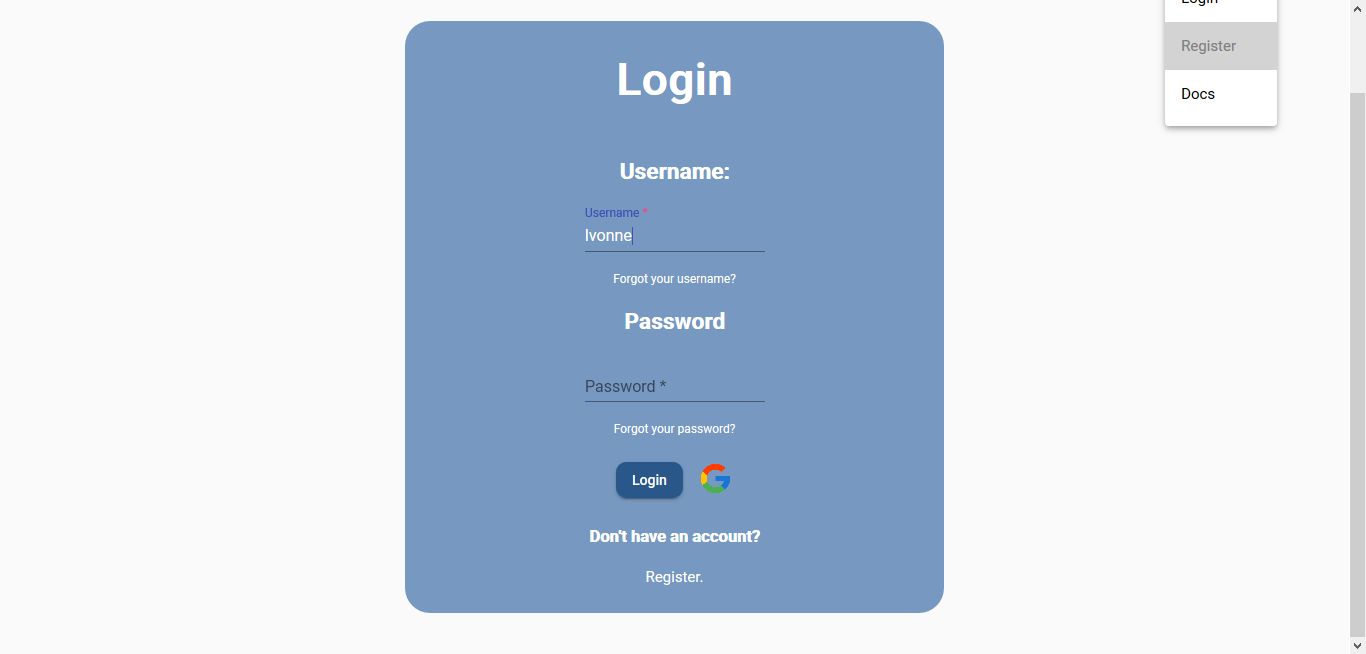 Login
Register
Docs
Login
Username:
Username *
Ivonne
Forgot your username?
Password
Password *
Forgot your password?
Login
Don't have an account?
Register.